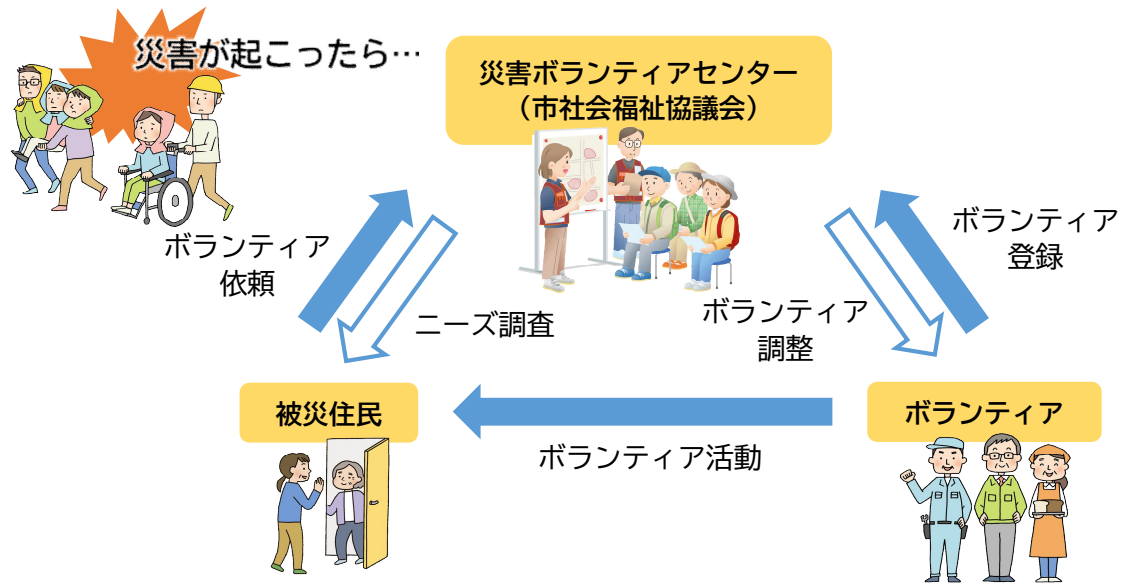 災害が起こったら…
災害ボランティアセンター
（市社会福祉協議会）
ボランティア
依頼
ニーズ調査
ボランティア
調整
ボランティア
登録
被災住民
ボランティア活動
ボランティア